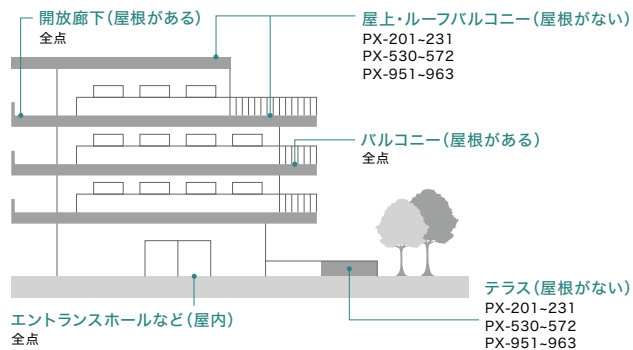 開放廊下(屋根がある)
全点
屋上・ルーフバルコニー(屋根がない)
PX-201~231
PX-530~572
PX-951~963
バルコニー(屋根がある)
全点
エントランスホールなど(屋内)
全点
テラス(屋根がない)
PX-201~231
PX-530~572
PX-951~963